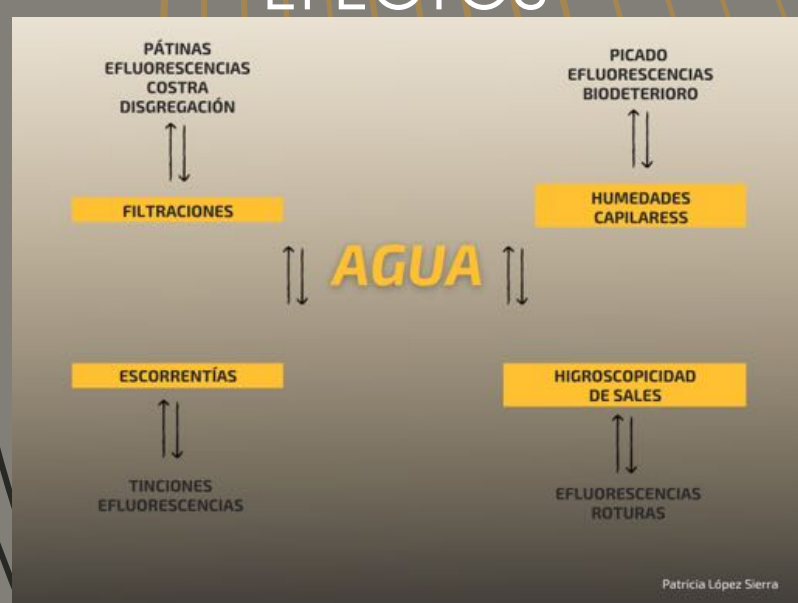 EFECTOS
PÁTINAS
EFLUORESCENCIAS
COSTRA
DISGREGACIÓN
FILTRACIONES
PICADO
EFLUORESCENCIAS
BIODETERIORO
HUMEDADES
CAPILARESS
AGUA
ESCORRENTÍAS
TINCIONES
EFLUORESCENCIAS
HIGROSCOPICIDAD
DE SALES
EFLUORESCENCIAS
ROTURAS
Patricia López Sierra